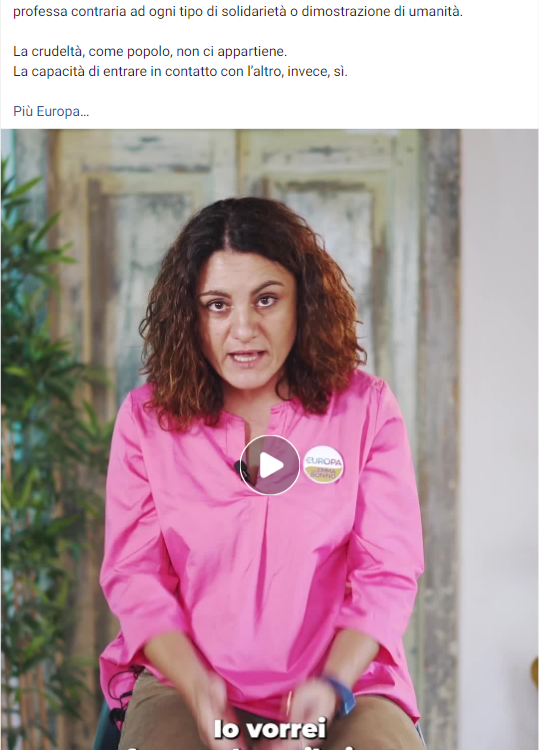 professa contraria ad ogni tipo di solidarietà o dimostrazione di umanità.
La crudeltà, come popolo, non ci appartiene.
La capacità di entrare in contatto con l’altro, invece, sì.
Più Europa...
EUROPA
EMMA
BONINO
Io vorrei